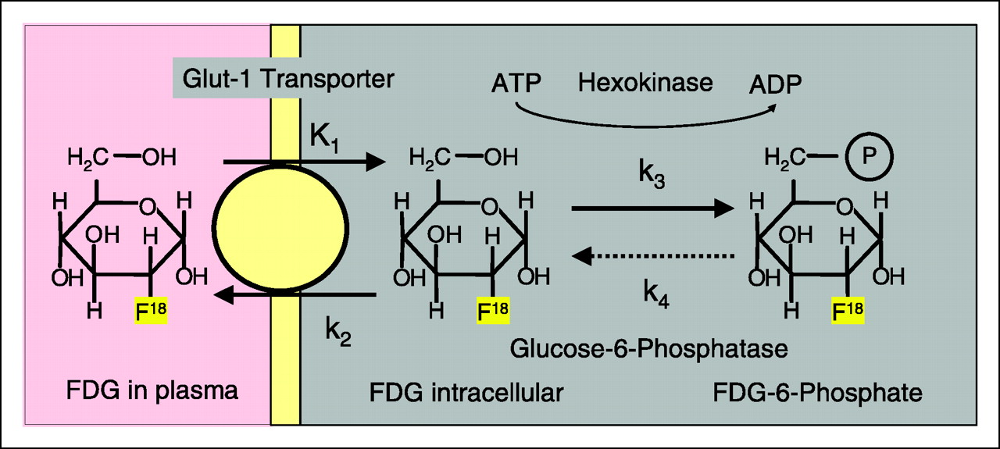 Glut-1 Transporter
ATP Hexokinase ADP
K1
H2C OH
H2C OH
H2C P
k3
H O H
H O H
H O H
OH H
OH H
OH H
OH OH
OH OH
OH OH
k4
H F18
H F18
H F18
k2
Glucose-6-Phosphatase
FDG in plasma
FDG intracellular
FDG-6-Phosphate